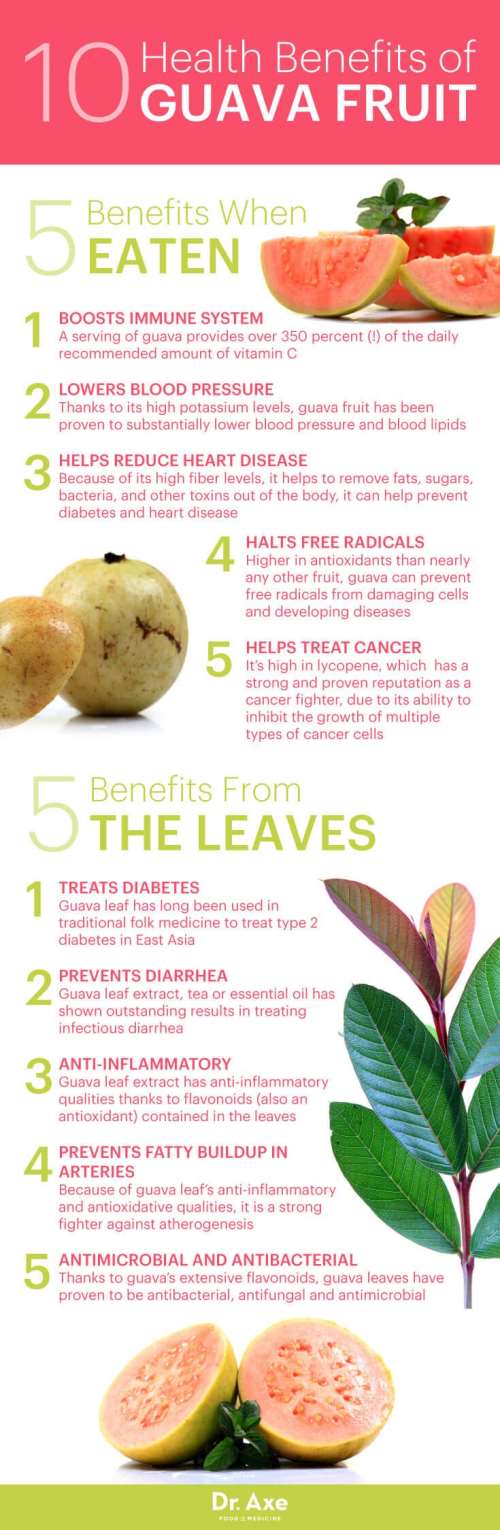 10 Health Benefits of
GUAVA FRUIT
5 Benefits When
EATEN
1 BOOSTS IMMUNE SYSTEM
A serving of guava provides over 350 percent (!) of the daily
recommended amount of vitamin C
2 LOWERS BLOOD PRESSURE
Thanks to its high potassium levels, guava fruit has been
proven to substantially lower blood pressure and blood lipids
3 HELPS REDUCE HEART DISEASE
Because of its high fiber levels, it helps to remove fats, sugars,
bacteria, and other toxins out of the body, it can help prevent
diabetes and heart disease
4 HALTS FREE RADICALS
Higher in antioxidants than nearly
any other fruit, guava can prevent
free radicals from damaging cells
and developing diseases
5 HELPS TREAT CANCER
It's high in lycopene, which has a
strong and proven reputation as a
cancer fighter, due to its ability to
inhibit the growth of multiple
types of cancer cells
5 Benefits From
THE LEAVES
1 TREATS DIABETES
Guava leaf has long been used in
traditional folk medicine to treat type 2
diabetes in East Asia
2 PREVENTS DIARRHEA
Guava leaf extract, tea or essential oil has
shown outstanding results in treating
infectious diarrhea
3 ANTI-INFLAMMATORY
Guava leaf extract has anti-inflammatory
qualities thanks to flavonoids (also an
antioxidant) contained in the leaves
4 PREVENTS FATTY BUILDUP IN
ARTERIES
Because of guava leaf's anti-inflammatory
and antioxidative qualities, it is a strong
fighter against atherogenesis
5 ANTIMICROBIAL AND ANTIBACTERIAL
Thanks to guava's extensive flavonoids, guava leaves have
proven to be antibacterial, antifungal and antimicrobial
Dr. Axe
FOOD IS MEDICINE